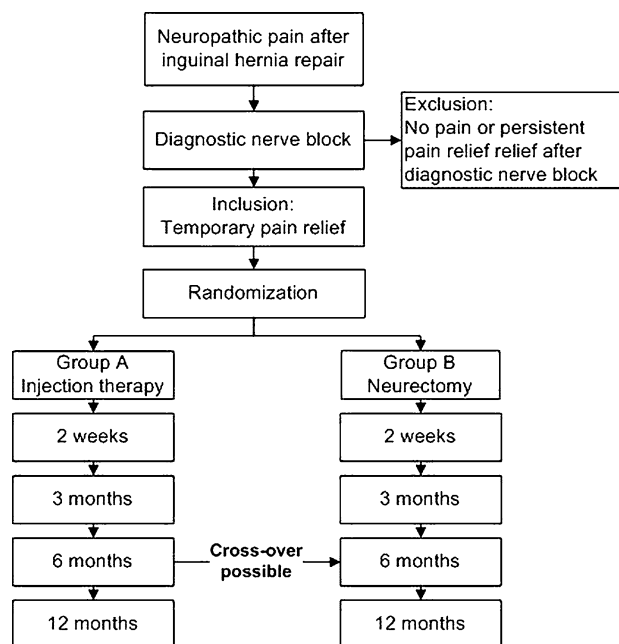 Neuropathic pain after
inguinal hernia repair
Diagnostic nerve block
Exclusion:
No pain or persistent
pain relief relief after
diagnostic nerve block
Inclusion:
Temporary pain relief
Randomization
Group A
Injection therapy
Group B
Neurectomy
2 weeks
2 weeks
3 months
3 months
6 months
Cross-over
possible
6 months
12 months
12 months